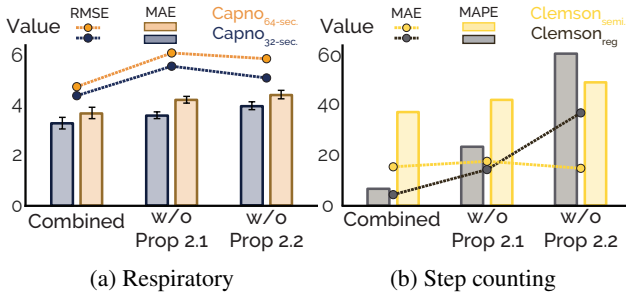 Value RMSE MAE Capno64-sec.
Capno32-sec.
6
4
2
0
Combined w/o Prop 2.1 w/o Prop 2.2
(a) Respiratory
Value MAE MAPE Clemsonsemi.
Clemsonreg
60
40
20
0
Combined w/o Prop 2.1 w/o Prop 2.2
(b) Step counting